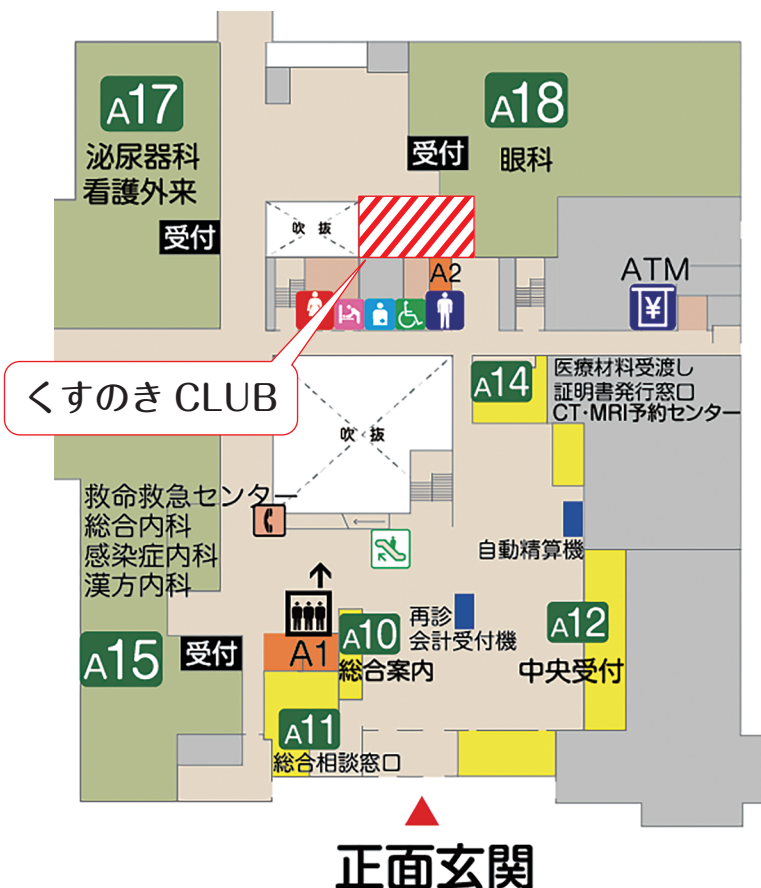 A17
泌尿器科
看護外来
受付
A18
眼科
受付
吹 抜
A2
ATM
¥
くすのき CLUB
A14
医療材料受渡し
証明書発行窓口
CT・MRI予約センター
吹 抜
救命救急センター
総合内科
感染症内科
漢方内科
自動精算機
A15
受付
A1
A10
総合案内
再診
会計受付機
A12
中央受付
A11
総合相談窓口
正面玄関